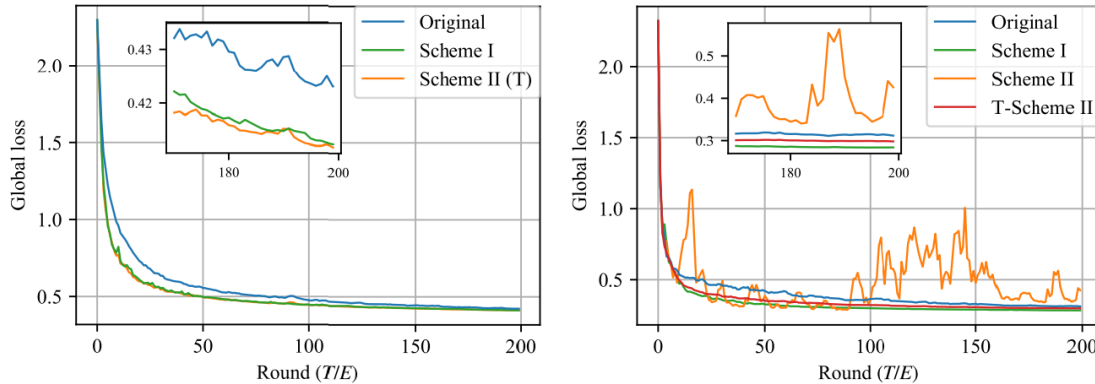 Original
Scheme I
Scheme II (T)
0.43
0.42
180
200
2.0
1.5
1.0
0.5
0
50
100
150
200
Global loss
Round (T/E)
Original
Scheme I
Scheme II
T-Scheme II
0.5
0.4
0.3
180
200
2.0
1.5
1.0
0.5
0
50
100
150
200
Global loss
Round (T/E)